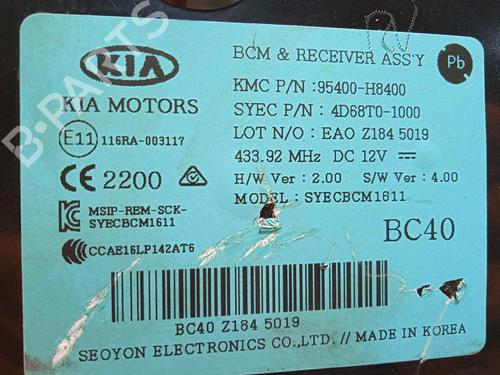 KIA
KIA MOTORS
E11 116RA-003117
CE 2200
MSIP-REM-SCK-
SYECBCM1611
CCAE16LP142AT6
BCM & RECEIVER ASS'Y
Pb
KMC P/N :95400-H8400
SYEC P/N : 4D68T0-1000
LOT N/O : EAO Z184 5019
433.92 MHz DC 12V
H/W Ver : 2.00 S/W Ver : 4.00
MODEL: SYECBCM1611
BC40
BC40 Z184 5019
SEOYON ELECTRONICS CO.,LTD. // MADE IN KOREA
B-PARTS